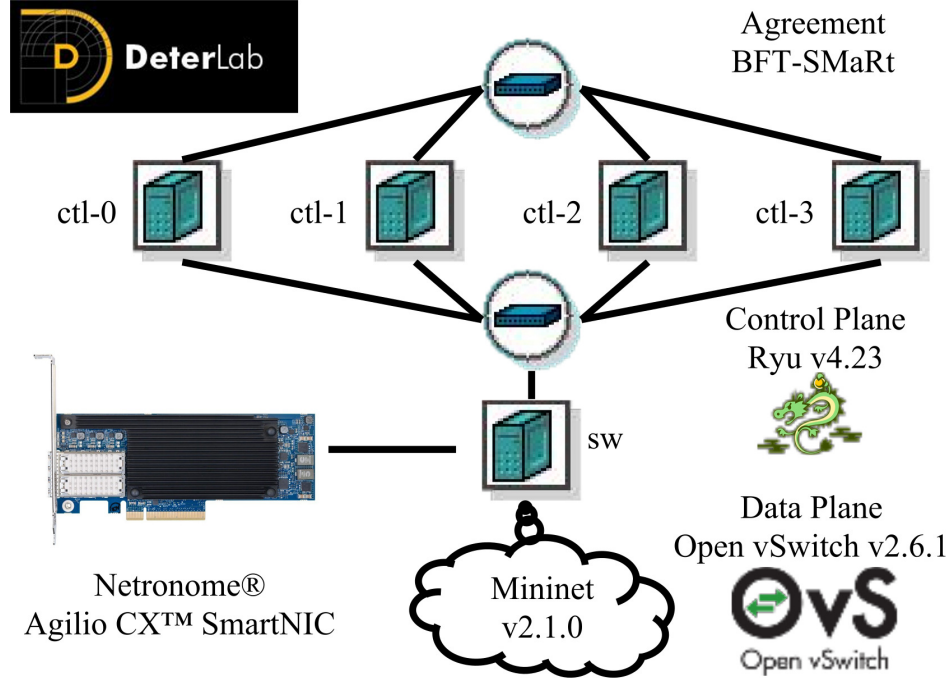 DeterLab
Agreement
BFT-SMaRt
ctl-0
ctl-1
ctl-2
ctl-3
Control Plane
Ryu v4.23
sw
Data Plane
Open vSwitch v2.6.1
Netronome®
Agilio CX™ SmartNIC
Mininet
v2.1.0
OvS
Open vSwitch